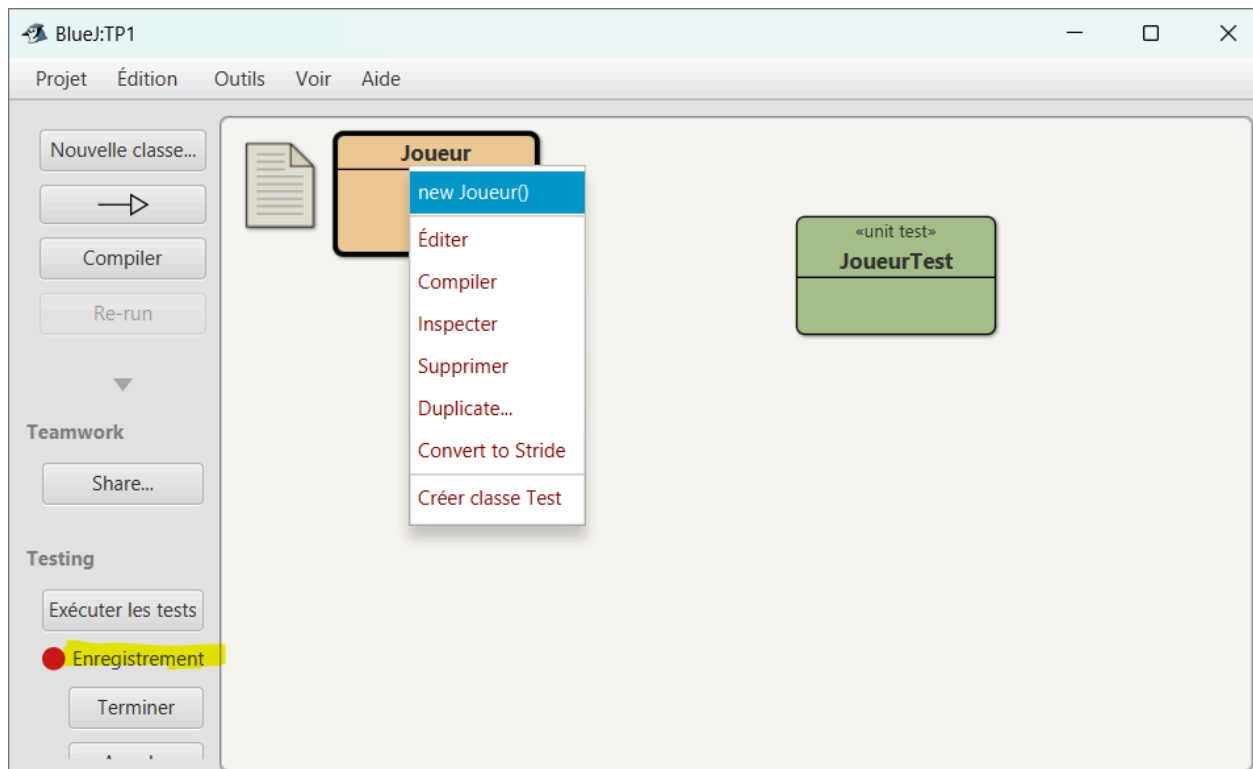 BlueJ:TP1
Projet Édition Outils Voir Aide
Nouvelle classe...
Compiler
Re-run
Teamwork
Share...
Testing
Exécuter les tests
Enregistrement
Terminer
Joueur
new Joueur()
Éditer
Compiler
Inspecter
Supprimer
Duplicate...
Convert to Stride
Créer classe Test
«unit test»
JoueurTest